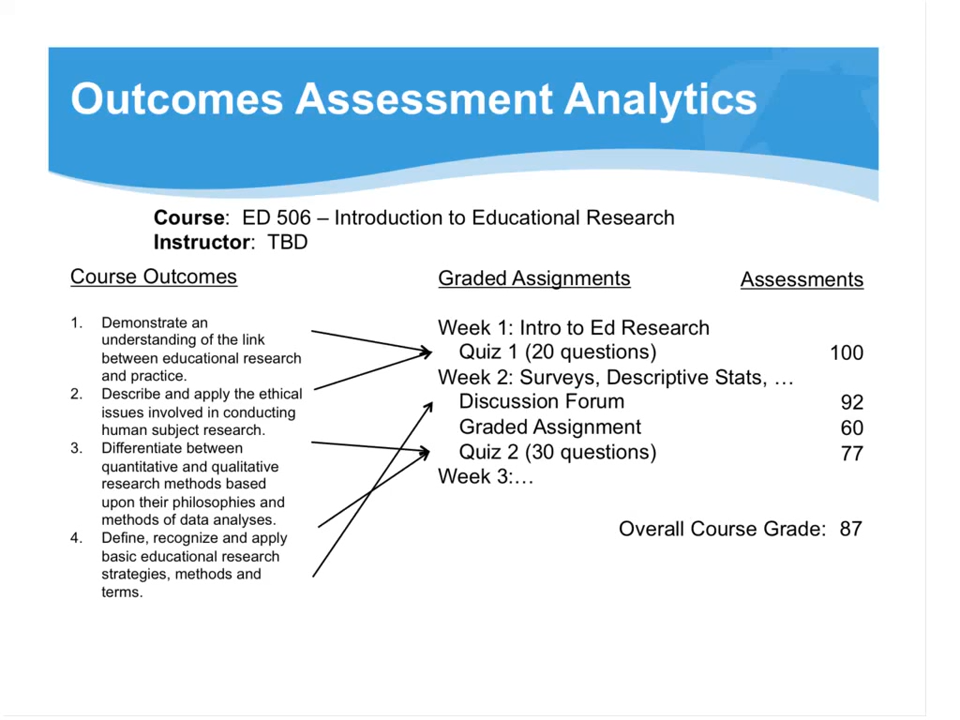 Outcomes Assessment Analytics
Course:  ED 506 – Introduction to Educational Research
Instructor:  TBD
Course Outcomes
1. Demonstrate an
understanding of the link
between educational research
and practice.
2. Describe and apply the ethical
issues involved in conducting
human subject research.
3. Differentiate between
quantitative and qualitative
research methods based
upon their philosophies and
methods of data analyses.
4. Define, recognize and apply
basic educational research
strategies, methods and
terms.
Graded Assignments Assessments
Week 1: Intro to Ed Research
Quiz 1 (20 questions) 100
Week 2: Surveys, Descriptive Stats, …
Discussion Forum 92
Graded Assignment 60
Quiz 2 (30 questions) 77
Week 3:…
Overall Course Grade:  87